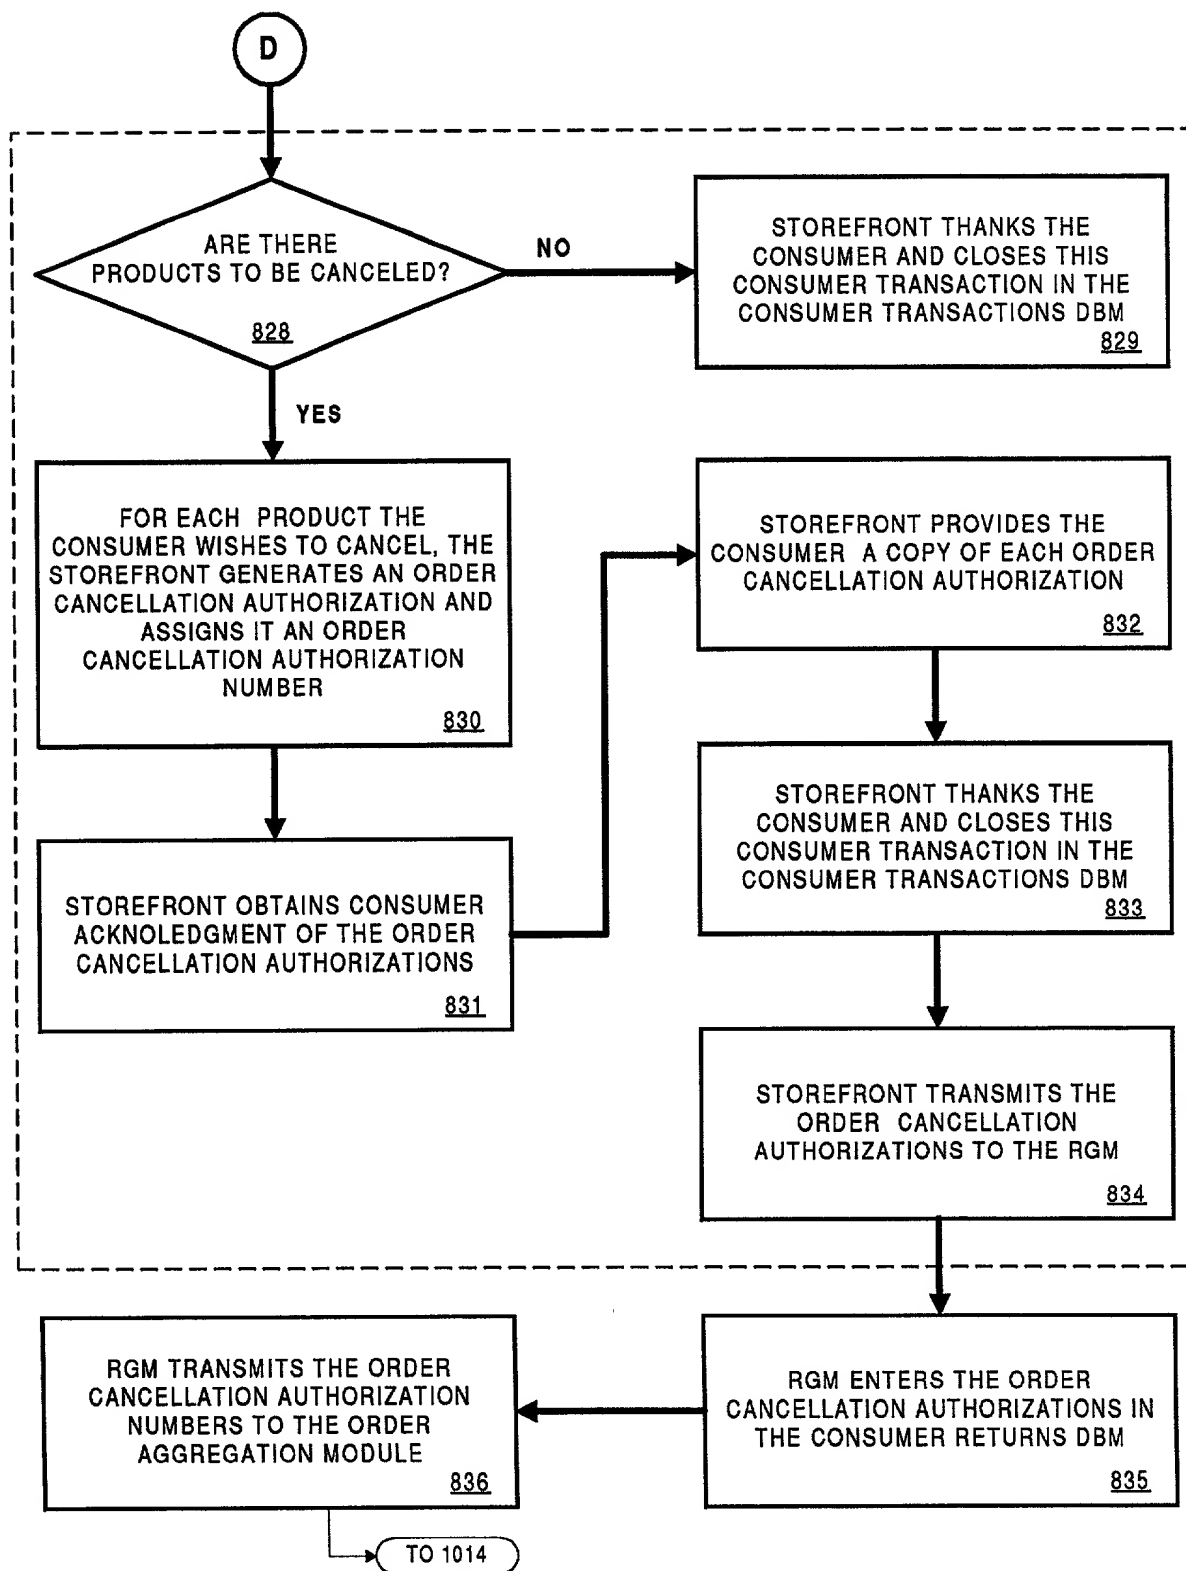 D
ARE THERE
PRODUCTS TO BE CANCELED?
828
NO
STOREFRONT THANKS THE
CONSUMER AND CLOSES THIS
CONSUMER TRANSACTION IN THE
CONSUMER TRANSACTIONS DBM
829
YES
FOR EACH PRODUCT THE
CONSUMER WISHES TO CANCEL, THE
STOREFRONT GENERATES AN ORDER
CANCELLATION AUTHORIZATION AND
ASSIGNS IT AN ORDER
CANCELLATION AUTHORIZATION
NUMBER
830
STOREFRONT OBTAINS CONSUMER
ACKNOLEDGMENT OF THE ORDER
CANCELLATION AUTHORIZATIONS
831
STOREFRONT PROVIDES THE
CONSUMER A COPY OF EACH ORDER
CANCELLATION AUTHORIZATION
832
STOREFRONT THANKS THE
CONSUMER AND CLOSES THIS
CONSUMER TRANSACTION IN THE
CONSUMER TRANSACTIONS DBM
833
STOREFRONT TRANSMITS THE
ORDER CANCELLATION
AUTHORIZATIONS TO THE RGM
834
RGM ENTERS THE ORDER
CANCELLATION AUTHORIZATIONS IN
THE CONSUMER RETURNS DBM
835
RGM TRANSMITS THE ORDER
CANCELLATION AUTHORIZATION
NUMBERS TO THE ORDER
AGGREGATION MODULE
836
TO 1014